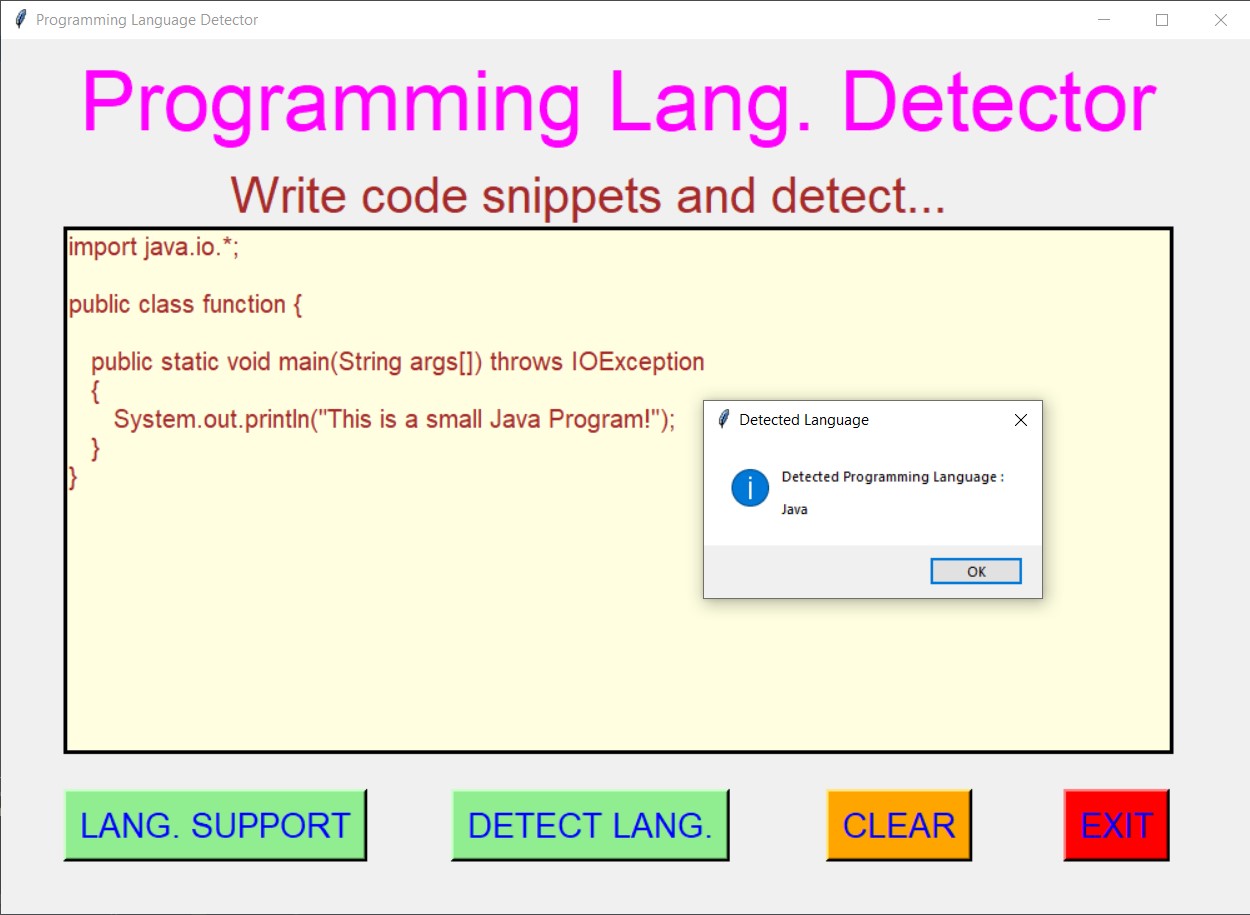 Programming Language Detector
Programming Lang. Detector
Write code snippets and detect...
import java.io.*;
public class function {
public static void main(String args[]) throws IOException
{
System.out.println("This is a small Java Program!");
}
}
Detected Language
Detected Programming Language :
Java
OK
LANG. SUPPORT
DETECT LANG.
CLEAR
EXIT